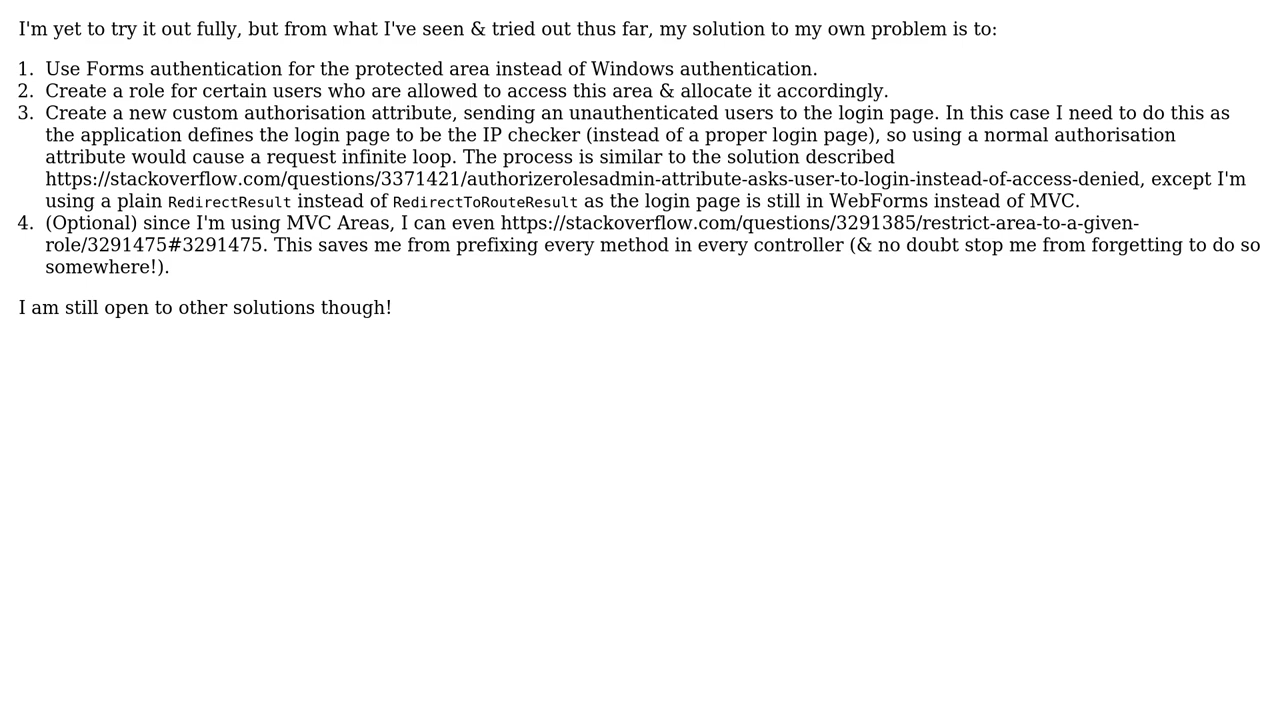 I'm yet to try it out fully, but from what I've seen & tried out thus far, my solution to my own problem is to:
1. Use Forms authentication for the protected area instead of Windows authentication.
2. Create a role for certain users who are allowed to access this area & allocate it accordingly.
3. Create a new custom authorisation attribute, sending an unauthenticated users to the login page. In this case I need to do this as
the application defines the login page to be the IP checker (instead of a proper login page), so using a normal authorisation
attribute would cause a request infinite loop. The process is similar to the solution described
https://stackoverflow.com/questions/3371421/authorizerolesadmin-attribute-asks-user-to-login-instead-of-access-denied, except I'm
using a plain RedirectResult instead of RedirectToRouteResult as the login page is still in WebForms instead of MVC.
4. (Optional) since I'm using MVC Areas, I can even https://stackoverflow.com/questions/3291385/restrict-area-to-a-given-
role/3291475#3291475. This saves me from prefixing every method in every controller (& no doubt stop me from forgetting to do so
somewhere!).
I am still open to other solutions though!